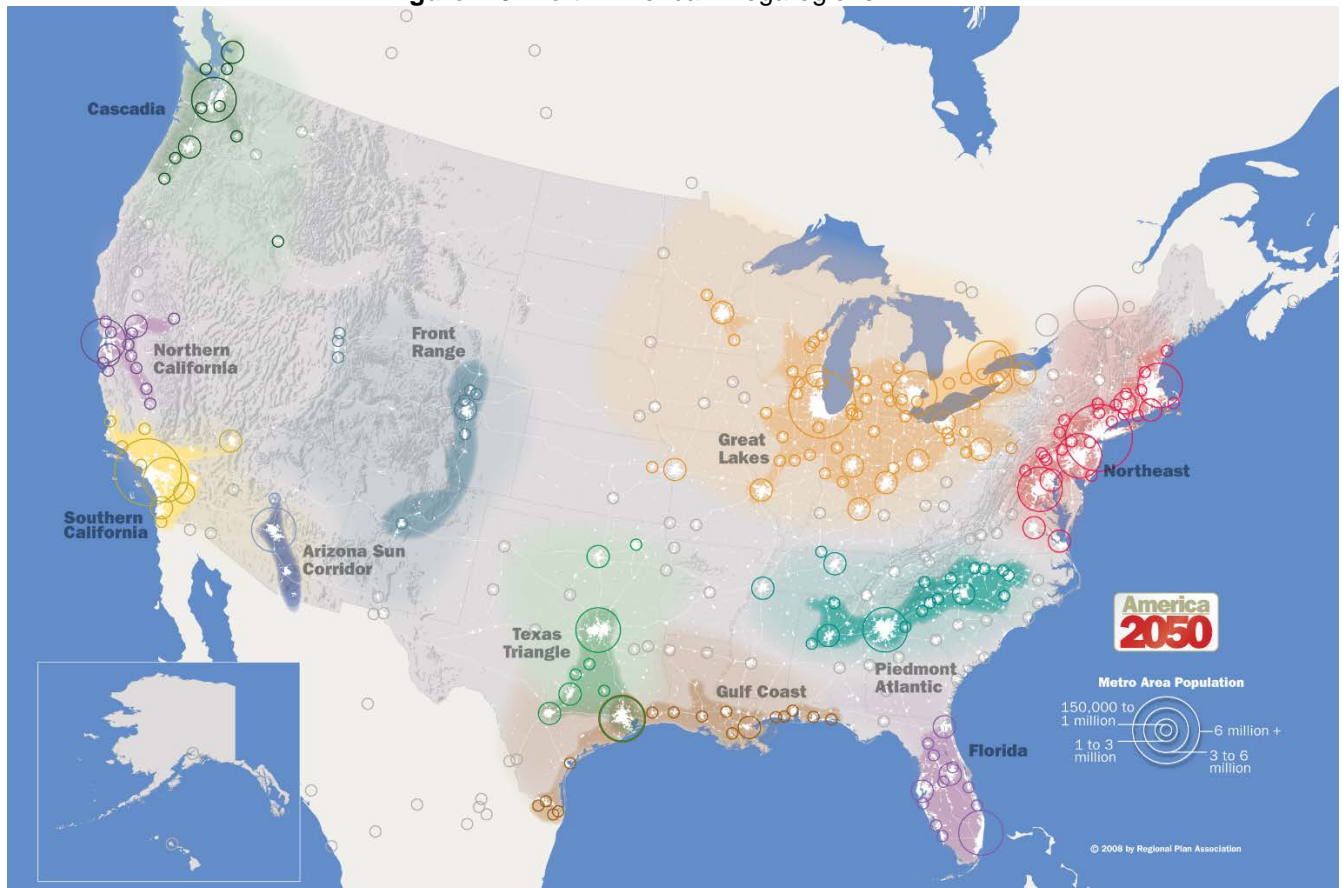 Cascadia
Northern
California
Front
Range
Great
Lakes
Northeast
Southern
California
Arizona Sun
Corridor
Texas
Triangle
Gulf Coast
Piedmont
Atlantic
Florida
America
2050
Metro Area Population
150,000 to
1 million
1 to 3
million
6 million +
3 to 6
million
© 2008 by Regional Plan Association